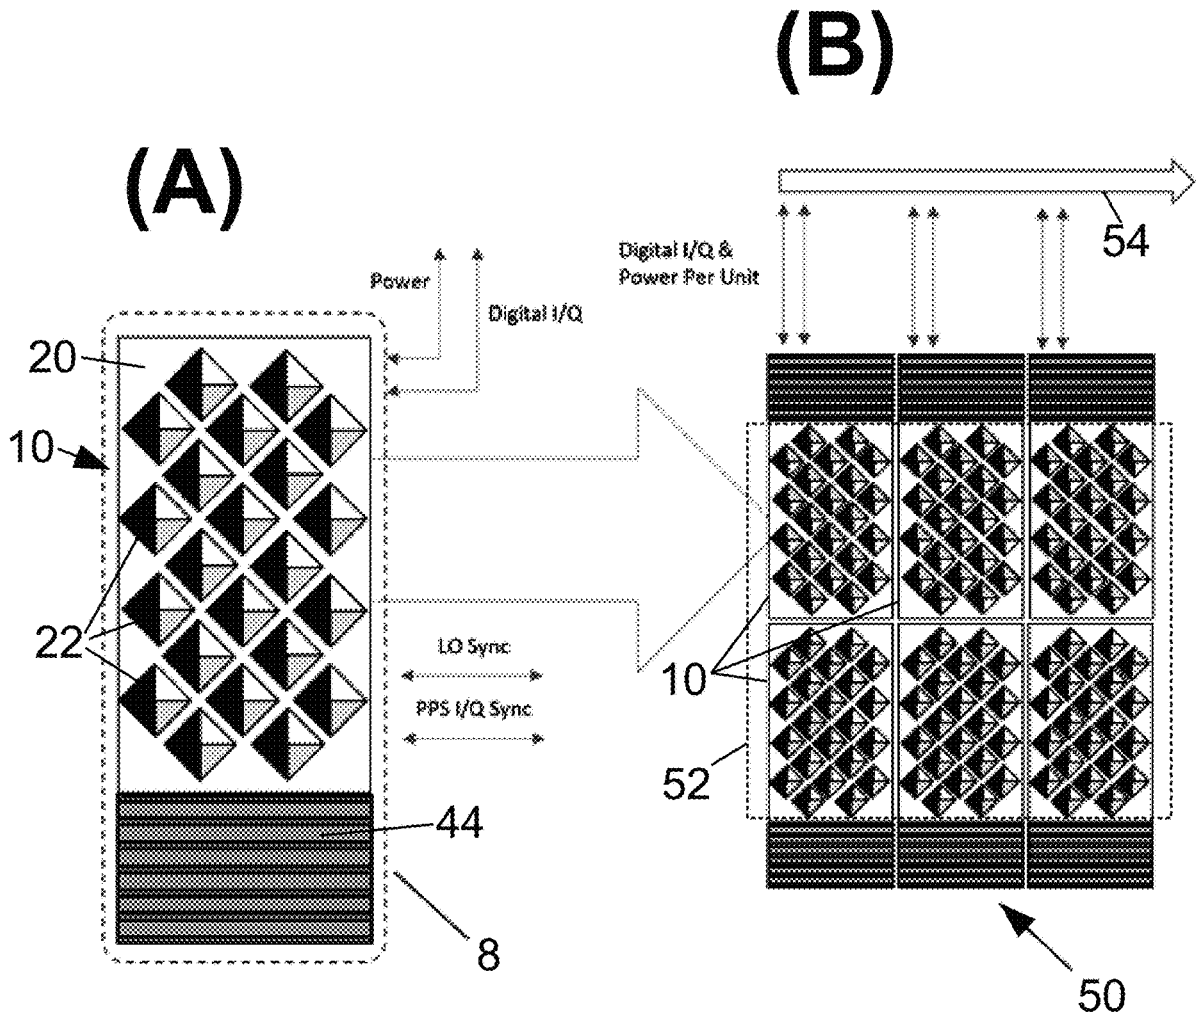 (B)
(A)
54
Digital I/Q &
Power Per Unit
Power
Digital I/Q
20
10
22
LO Sync
10
PPS I/Q Sync
52
44
8
50